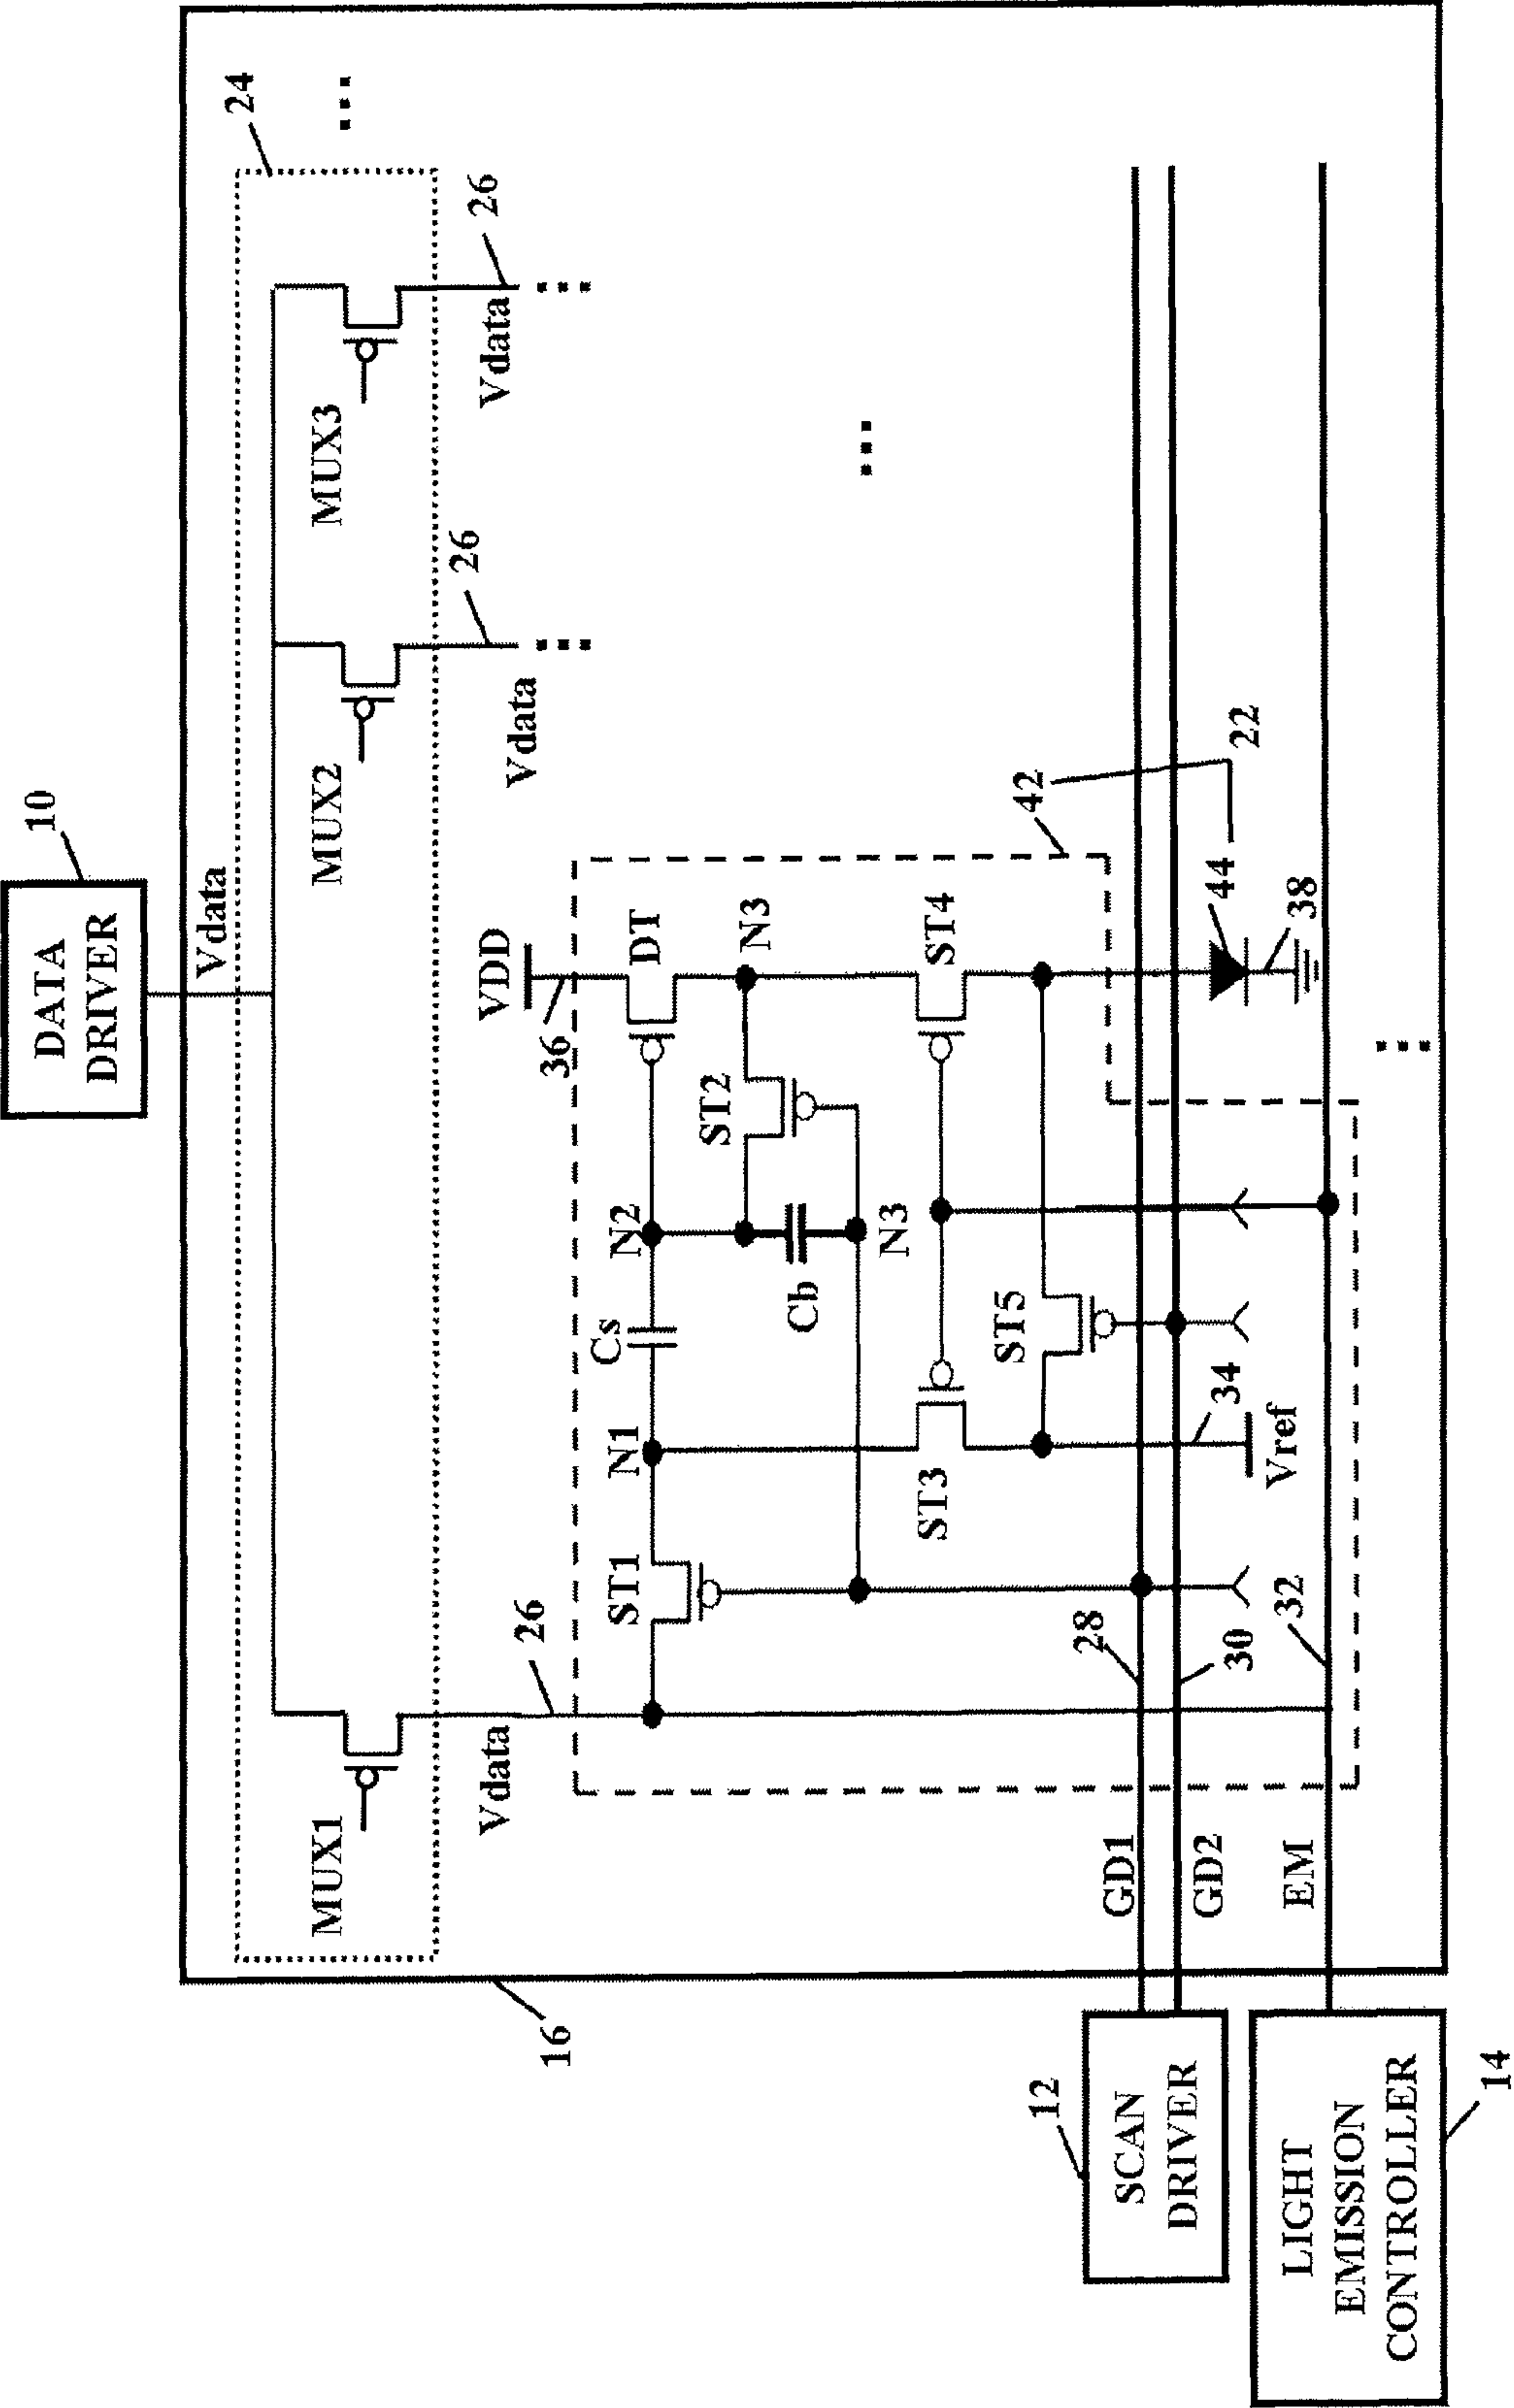 10
DATA
DRIVER
Vdata
24
MUX1
MUX2
MUX3
Vdata
26
Vdata
26
Vdata
26
16
VDD
36
DT
N1
Cs
N2
ST1
ST2
N3
Cb
N3
ST3
ST4
ST5
42
22
44
38
34
Vref
28
30
32
GD1
GD2
EM
12
SCAN
DRIVER
LIGHT
EMISSION
CONTROLLER
14